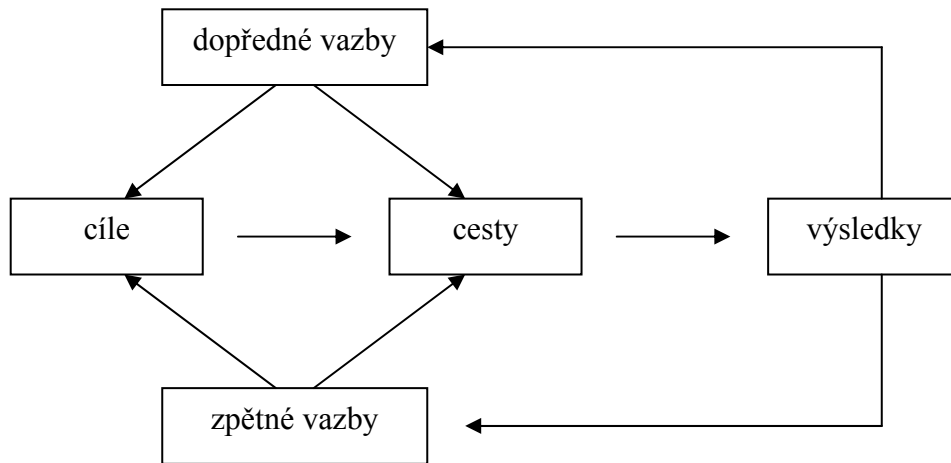 dopředné vazby
cíle
cesty
výsledky
zpětné vazby